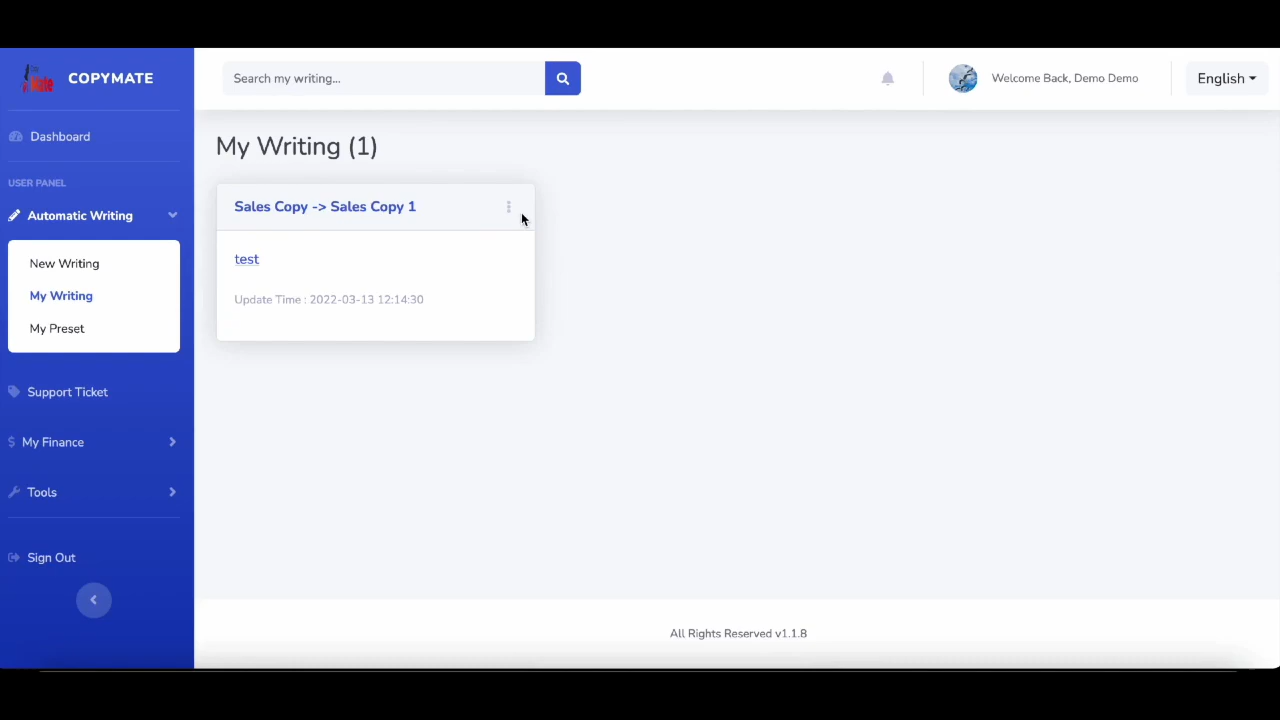 COPYMATE
Search my writing...
Welcome Back, Demo Demo
English
Dashboard
USER PANEL
Automatic Writing
New Writing
My Writing
My Preset
Support Ticket
My Finance
Tools
Sign Out
My Writing (1)
Sales Copy -> Sales Copy 1
test
Update Time : 2022-03-13 12:14:30
All Rights Reserved v1.1.8